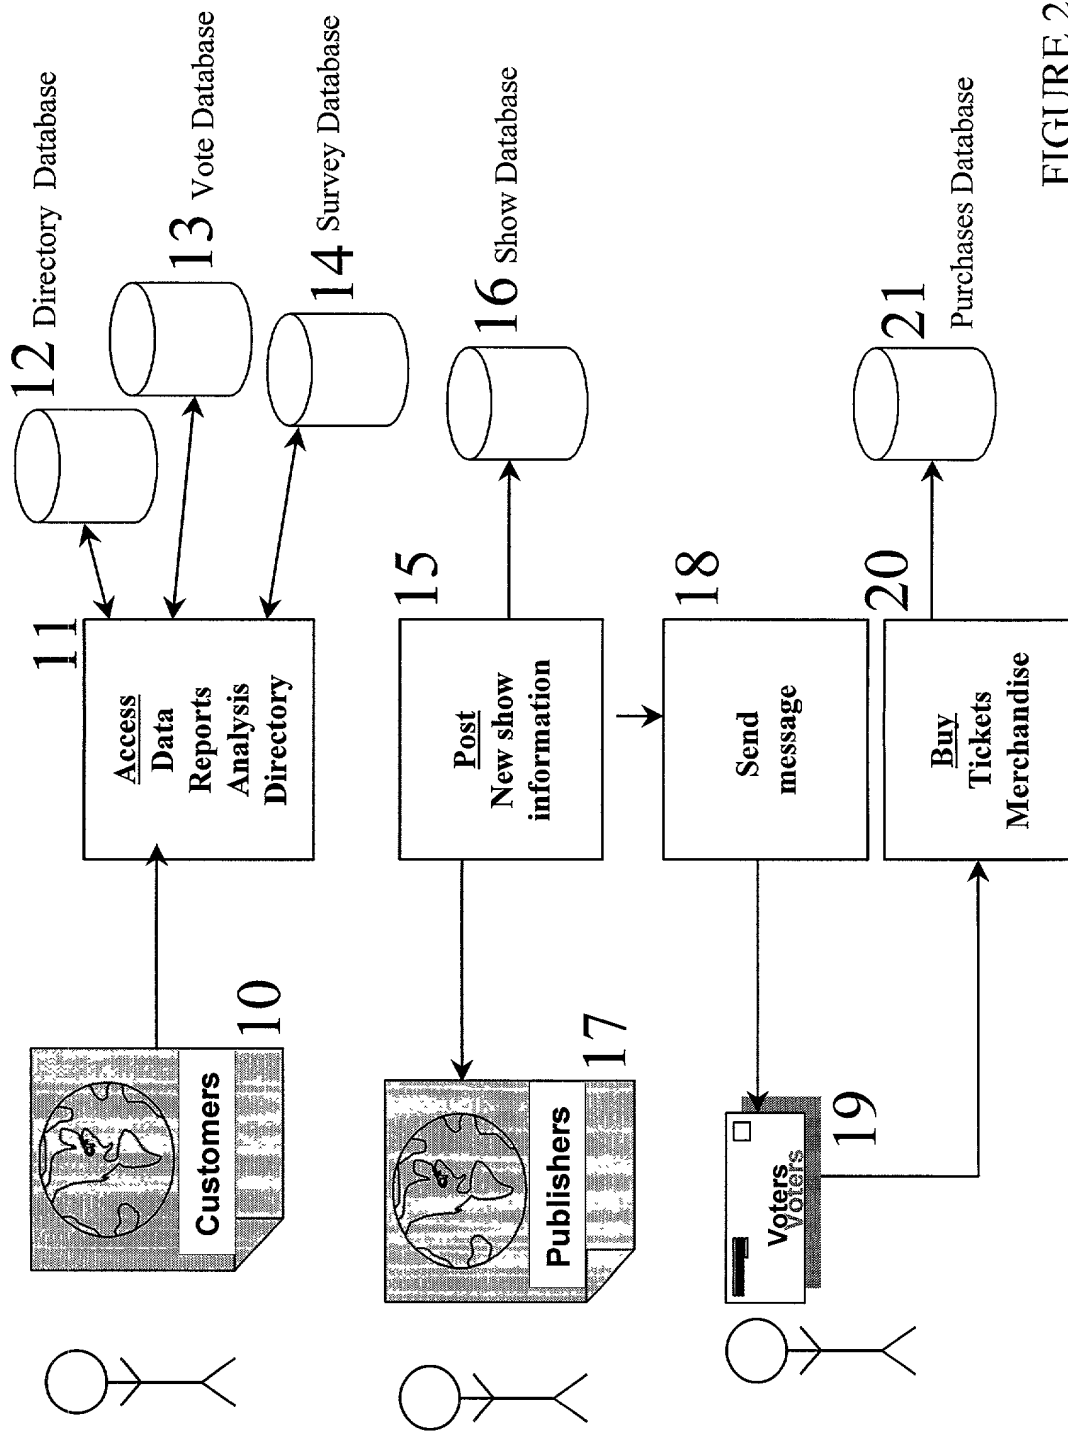 12 Directory Database
13 Vote Database
14 Survey Database
11
Access
Data
Reports
Analysis
Directory
Customers
10
15
Post
New show
information
16 Show Database
Publishers
17
18
Send
message
Voters
Voters
19
20
Buy
Tickets
Merchandise
21
Purchases Database
FIGURE 2